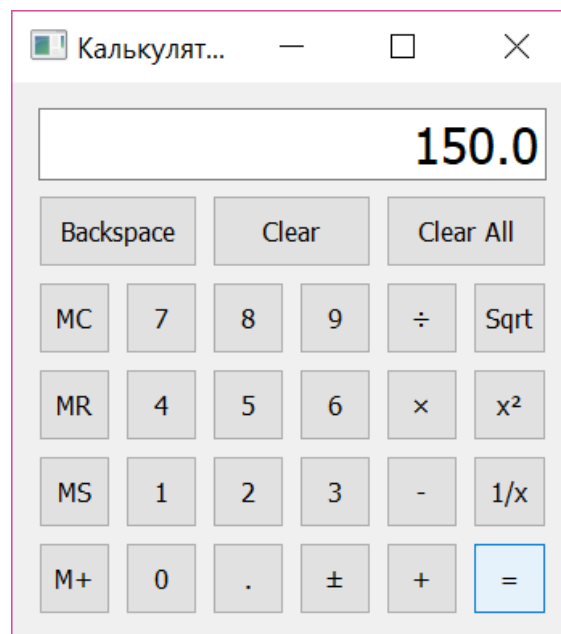 Калькулят...
150.0
Backspace Clear Clear All
MC 7 8 9 ÷ Sqrt
MR 4 5 6 × x²
MS 1 2 3 - 1/x
M+ 0 . ± + =